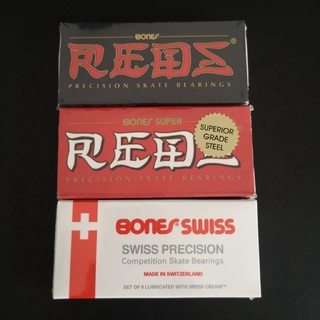 BONES
REDS®
PRECISION SKATE BEARINGS
BONES SUPER
REDS
SUPERIOR
GRADE
STEEL
PRECISION SKATE BEARINGS
BONES® SWISS
SWISS PRECISION
Competition Skate Bearings
MADE IN SWITZERLAND
SET OF 8 LUBRICATED WITH SPEED CREAM™